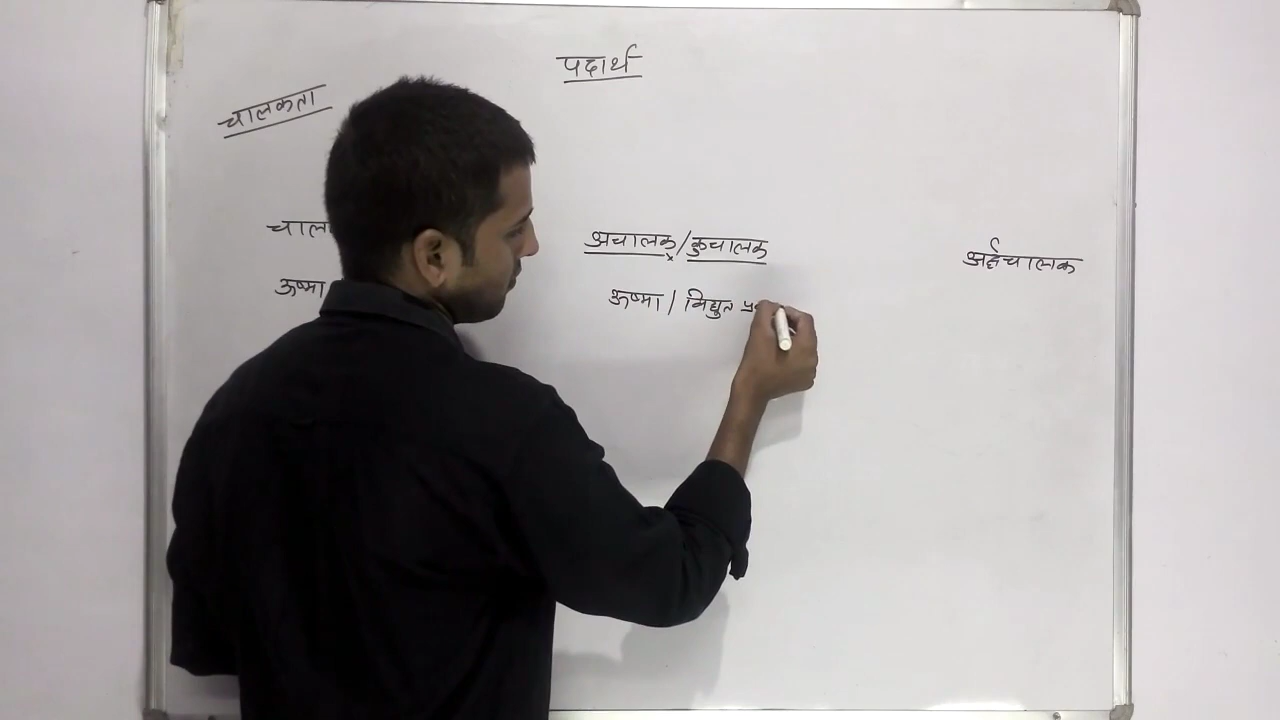 पदार्थ
चालकता
अचालक/कुचालक
अर्द्धचालक
ऊष्मा
ऊष्मा / विद्युत